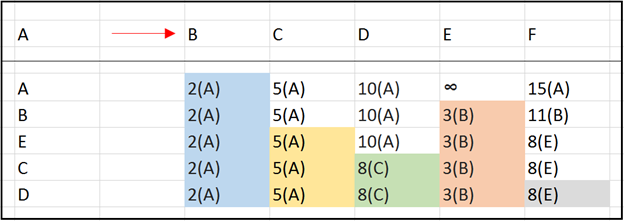 A B C D E F
A 2(A) 5(A) 10(A) ∞ 15(A)
B 2(A) 5(A) 10(A) 3(B) 11(B)
E 2(A) 5(A) 10(A) 3(B) 8(E)
C 2(A) 5(A) 8(C) 3(B) 8(E)
D 2(A) 5(A) 8(C) 3(B) 8(E)